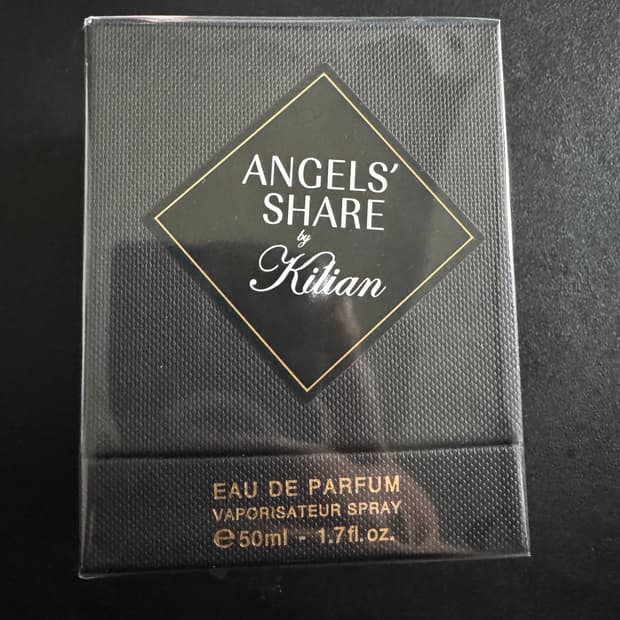 ANGELS'
SHARE
by
Kilian
EAU DE PARFUM
VAPORISATEUR SPRAY
℮50ml - 1.7fl.oz.